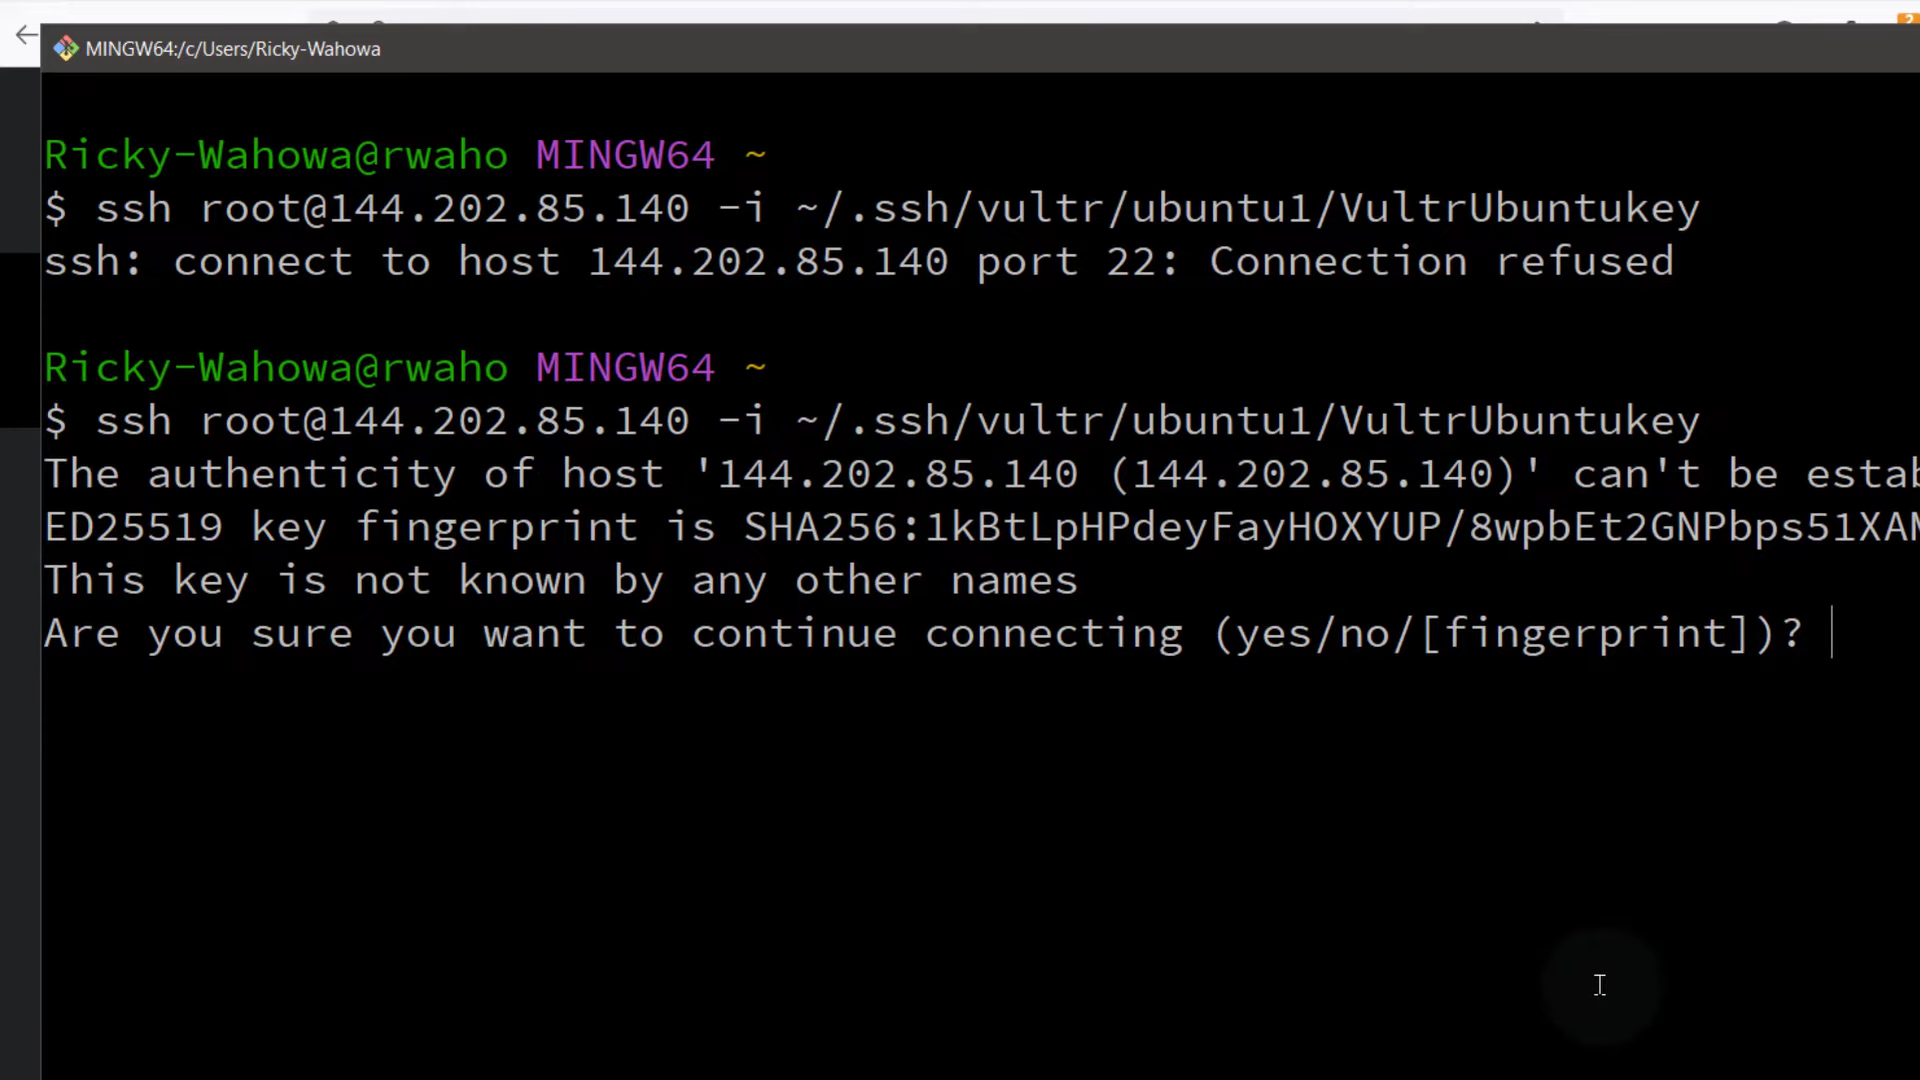 MINGW64:/c/Users/Ricky-Wahowa
Ricky-Wahowa@rwaho MINGW64 ~
$ ssh root@144.202.85.140 -i ~/.ssh/vultr/ubuntu1/VultrUbuntukey
ssh: connect to host 144.202.85.140 port 22: Connection refused
Ricky-Wahowa@rwaho MINGW64 ~
$ ssh root@144.202.85.140 -i ~/.ssh/vultr/ubuntu1/VultrUbuntukey
The authenticity of host '144.202.85.140 (144.202.85.140)' can't be estab
ED25519 key fingerprint is SHA256:1kBtLpHPdeyFayHOXYUP/8wpbEt2GNPbps51XAM
This key is not known by any other names
Are you sure you want to continue connecting (yes/no/[fingerprint])?